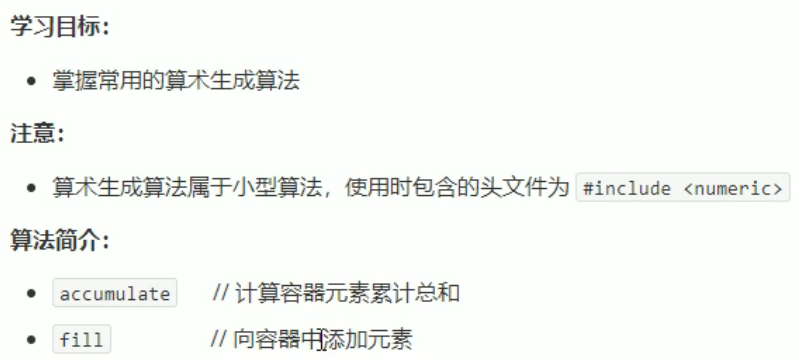 学习目标：
掌握常用的算术生成算法
注意：
算术生成算法属于小型算法，使用时包含的头文件为 #include <numeric>
算法简介：
accumulate // 计算容器元素累计总和
fill // 向容器中添加元素